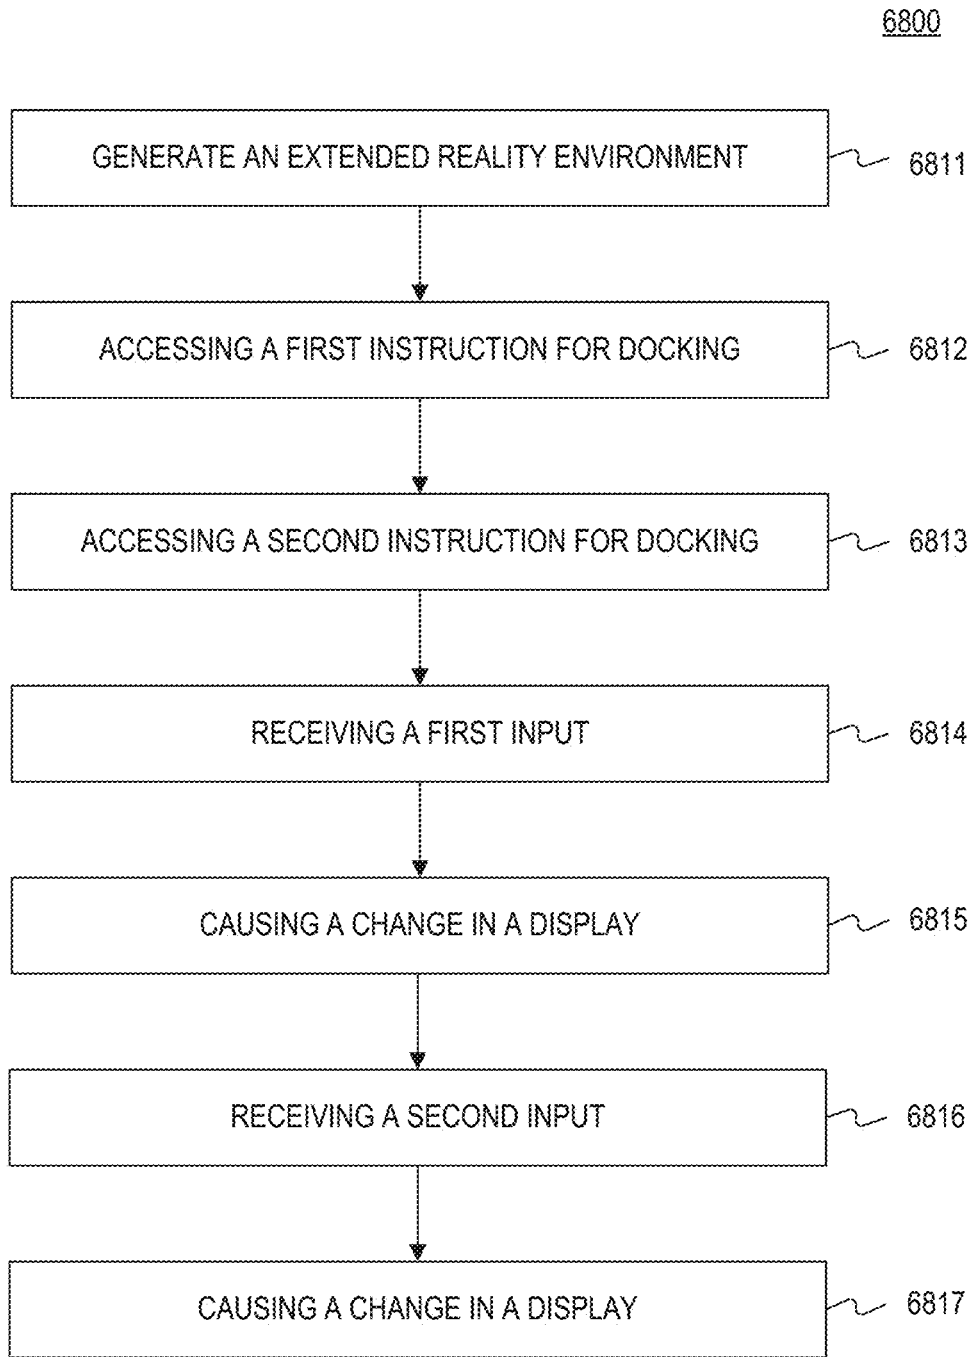 6800
GENERATE AN EXTENDED REALITY ENVIRONMENT
6811
ACCESSING A FIRST INSTRUCTION FOR DOCKING
6812
ACCESSING A SECOND INSTRUCTION FOR DOCKING
6813
RECEIVING A FIRST INPUT
6814
CAUSING A CHANGE IN A DISPLAY
6815
RECEIVING A SECOND INPUT
6816
CAUSING A CHANGE IN A DISPLAY
6817